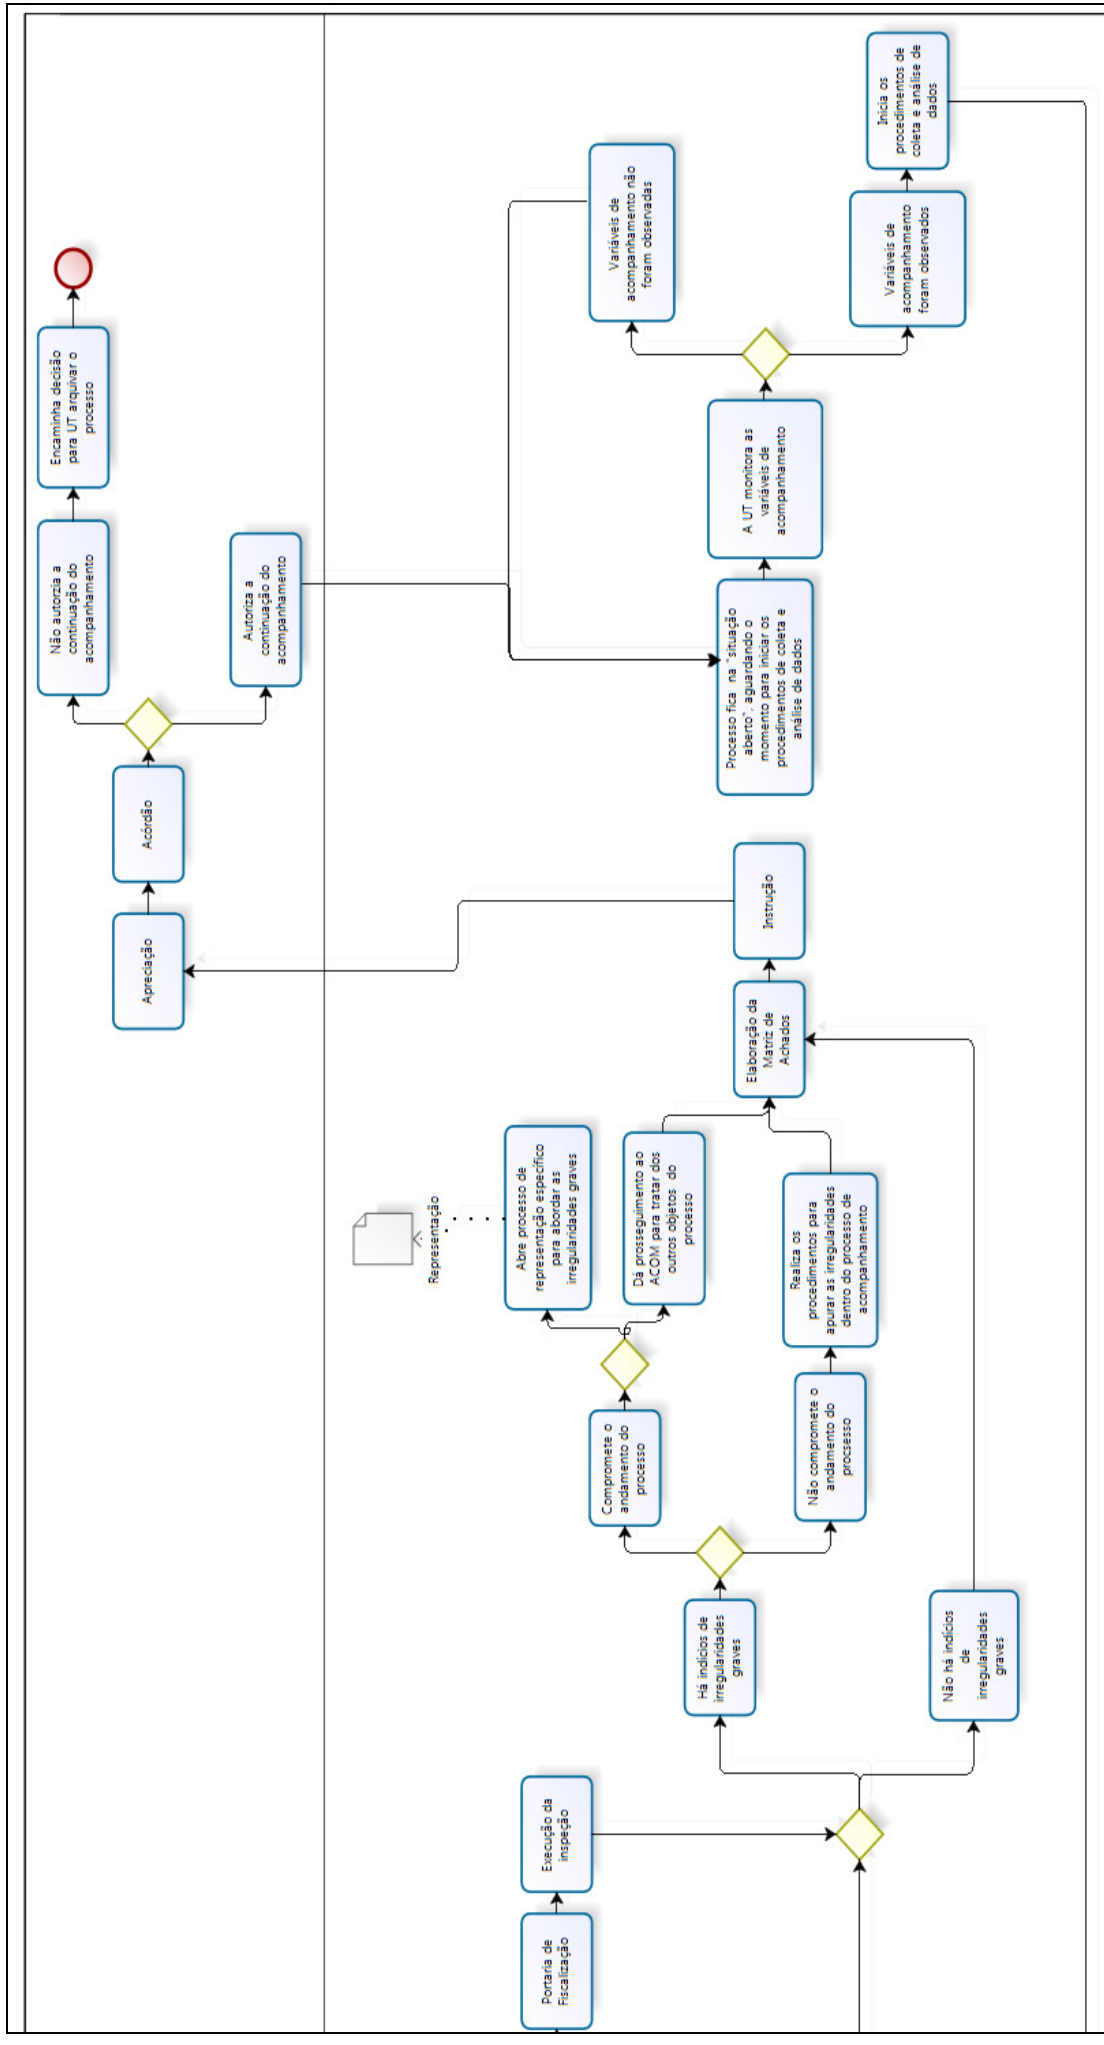 Portaria de
Fiscalização
Execução da
inspeção
Há indícios de
irregularidades
graves
Não há indícios
de
irregularidades
graves
Compromete o
andamento do
processo
Não compromete o
andamento do
procsesso
Abre processo de
representação específico
para abordar as
irregularidades graves
Representação
Dá prosseguimento ao
ACOM para tratar dos
outros objetos do
processo
Realiza os
procedimentos para
apurar as irregularidades
dentro do processo de
acompanhamento
Elaboração da
Matriz de
Achados
Instrução
Apreciação
Acórdão
Não autorzia a
continuação do
acompanhamento
Encaminha decisão
para UT arquivar o
processo
Autoriza a
continuação do
acompanhamento
Processo fica na "situação
aberto", aguardando o
momento para iniciar os
procedimentos de coleta e
análise de dados
A UT monitora as
variáveis de
acompanhamento
Variáveis de
acompanhamento não
foram observadas
Variáveis de
acompanhamento
foram observados
Inicia os
procedimentos de
coleta e análise de
dados